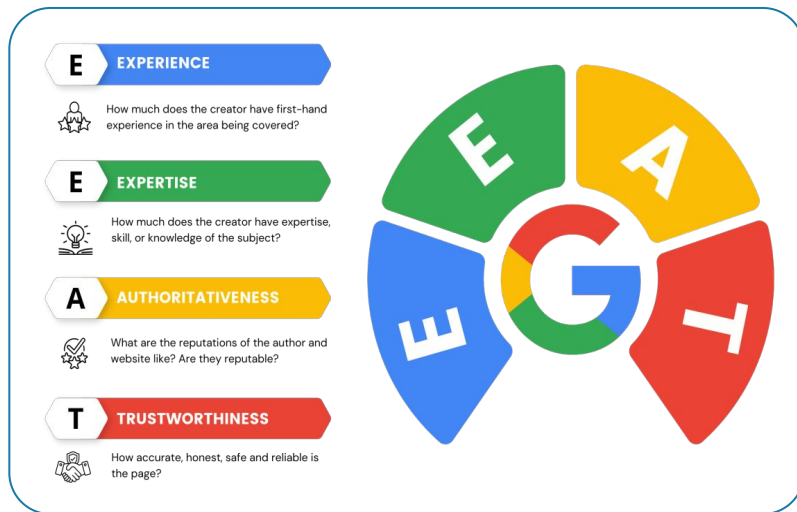 E EXPERIENCE
How much does the creator have first-hand
experience in the area being covered?
E EXPERTISE
How much does the creator have expertise,
skill, or knowledge of the subject?
A AUTHORITATIVENESS
What are the reputations of the author and
website like? Are they reputable?
T TRUSTWORTHINESS
How accurate, honest, safe and reliable is
the page?
E
E
A
T
G